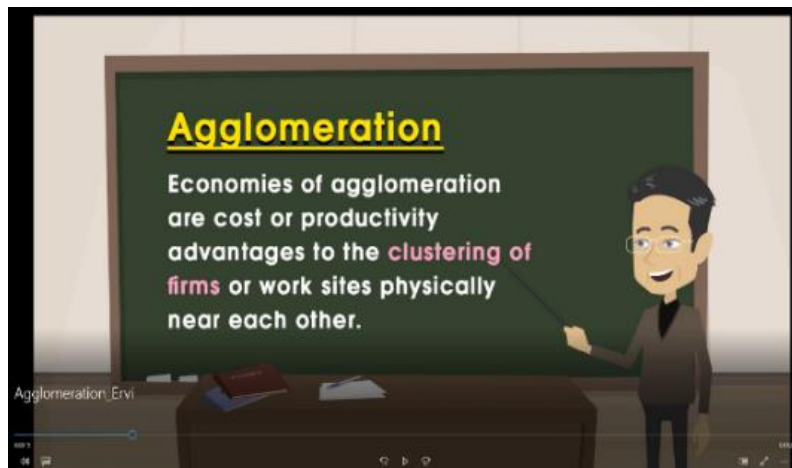 Agglomeration
Economies of agglomeration
are cost or productivity
advantages to the clustering of
firms or work sites physically
near each other.
Agglomeration_Ervi